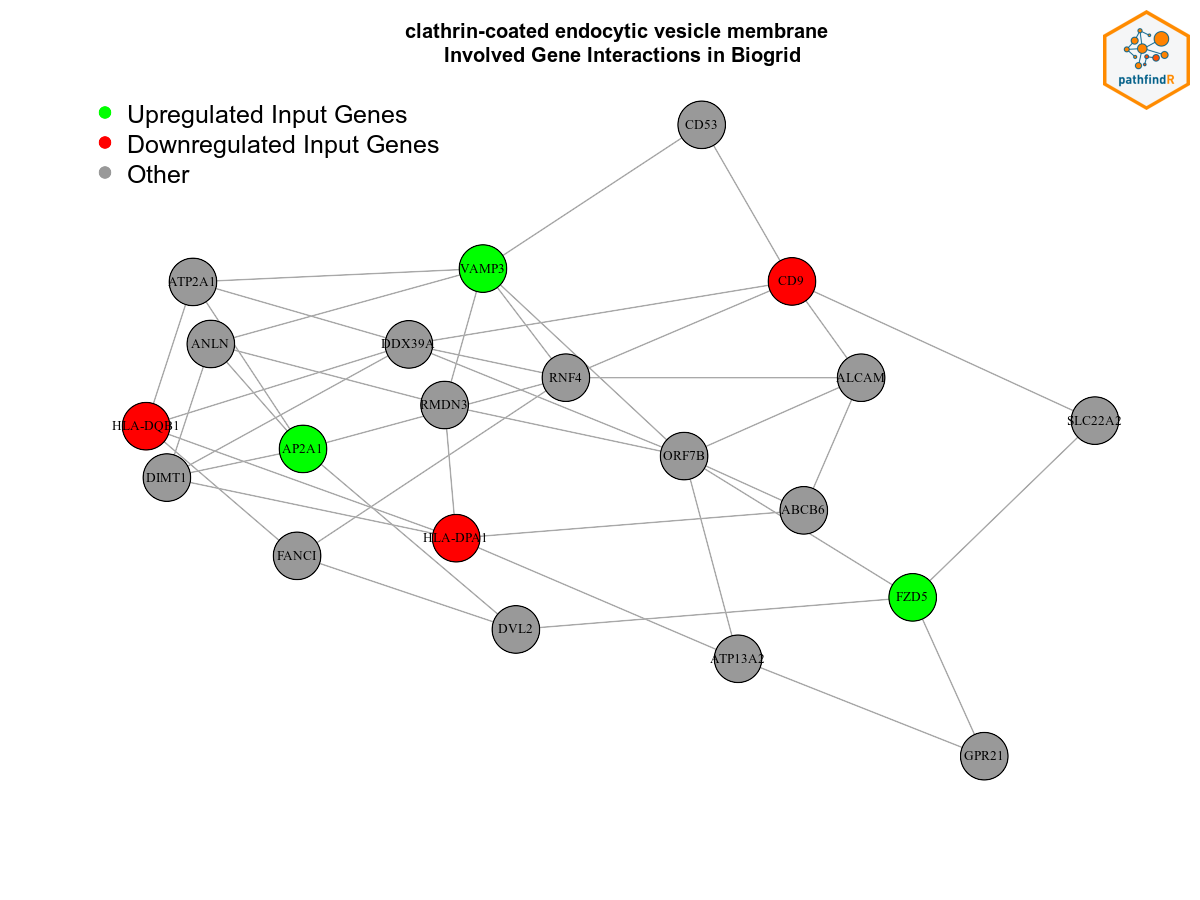 clathrin-coated endocytic vesicle membrane
Involved Gene Interactions in Biogrid
pathfindR
Upregulated Input Genes
Downregulated Input Genes
Other
CD53
VAMP3
ATP2A1
CD9
ANLN
DDX39A
RNF4
ALCAM
RMDN3
SLC22A2
HLA-DQB1
AP2A1
ORF7B
DIMT1
ABCB6
HLA-DPA1
FANCI
FZD5
DVL2
ATP13A2
GPR21